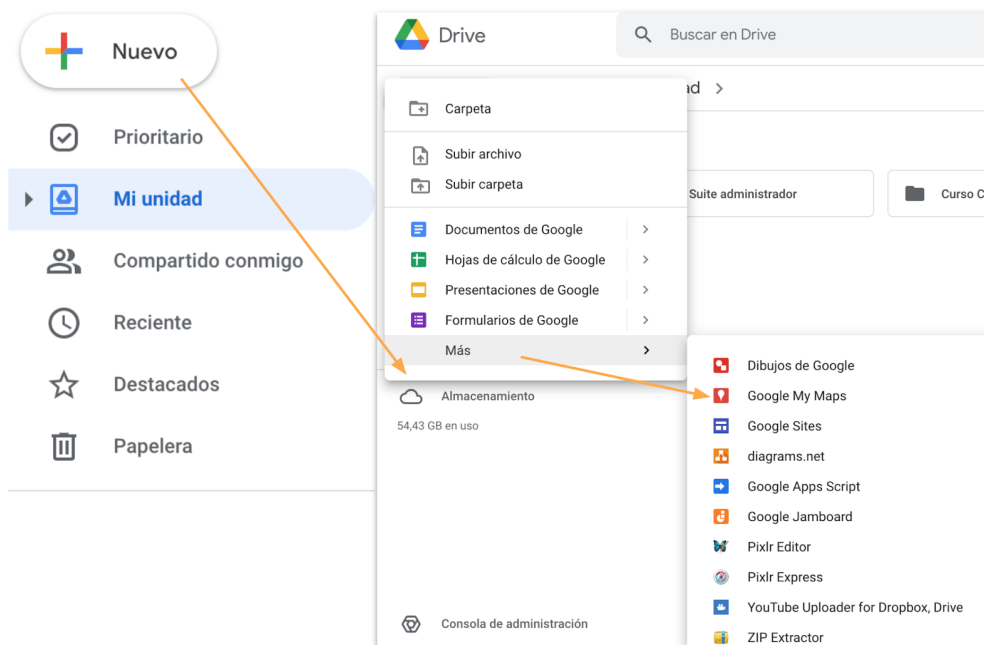 Nuevo
Prioritario
Mi unidad
Compartido conmigo
Reciente
Destacados
Papelera
Drive
Buscar en Drive
ad
Carpeta
Subir archivo
Subir carpeta
Suite administrador
Curso C
Documentos de Google
Hojas de cálculo de Google
Presentaciones de Google
Formularios de Google
Más
Almacenamiento
54,43 GB en uso
Consola de administración
Dibujos de Google
Google My Maps
Google Sites
diagrams.net
Google Apps Script
Google Jamboard
Pixlr Editor
Pixlr Express
YouTube Uploader for Dropbox, Drive
ZIP Extractor